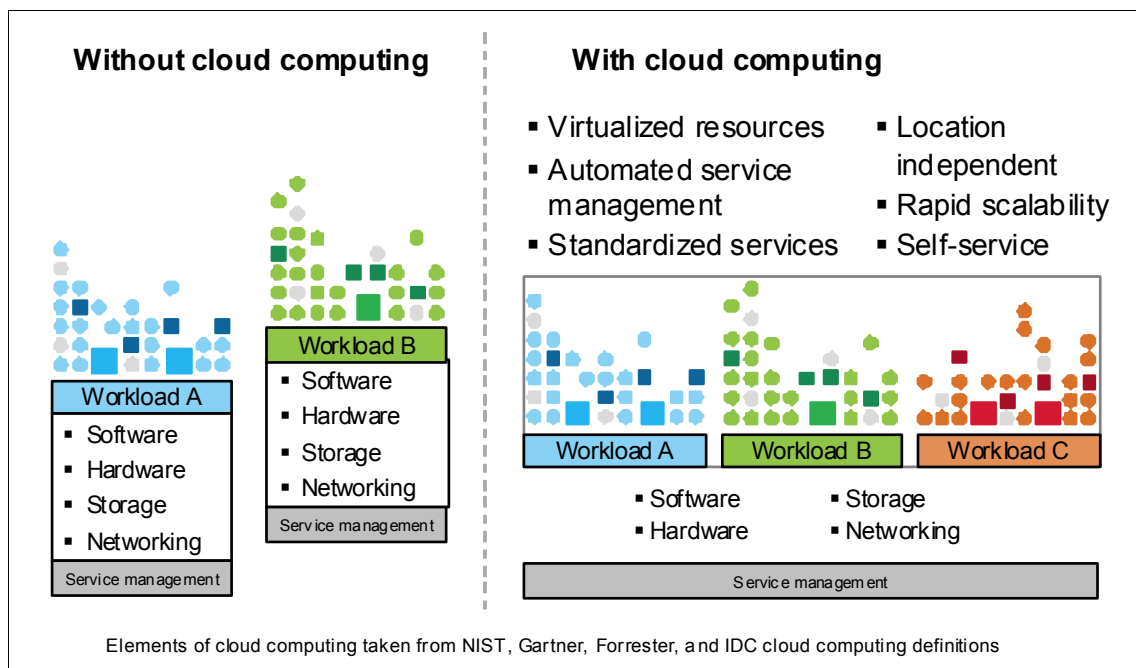 Without cloud computing
Workload A
▪ Software
▪ Hardware
▪ Storage
▪ Networking
Service management
Workload B
▪ Software
▪ Hardware
▪ Storage
▪ Networking
Service management
With cloud computing
▪ Virtualized resources
▪ Automated service
management
▪ Standardized services
▪ Location
independent
▪ Rapid scalability
▪ Self-service
Workload A
Workload B
Workload C
▪ Software
▪ Hardware
▪ Storage
▪ Networking
Service management
Elements of cloud computing taken from NIST, Gartner, Forrester, and IDC cloud computing definitions